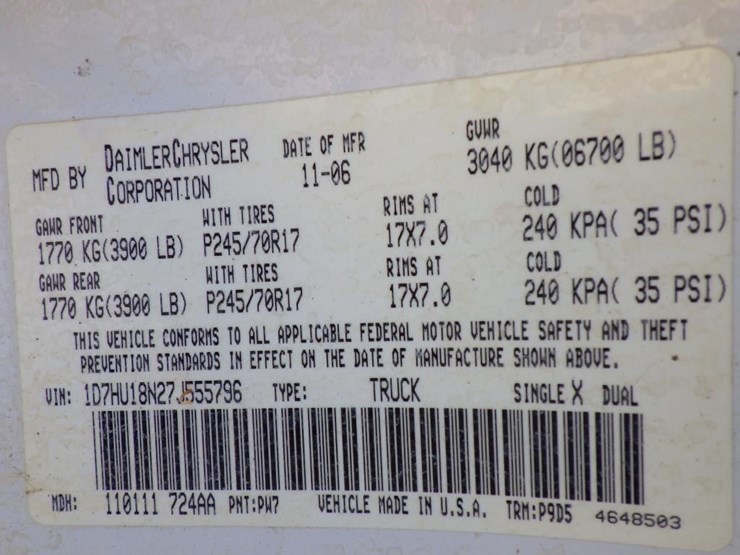 MFD BY DAIMLERCHRYSLER CORPORATION DATE OF MFR 11-06 GVWR 3040 KG(06700 LB)
GAWR FRONT WITH TIRES RIMS AT COLD
1770 KG(3900 LB) P245/70R17 17X7.0 240 KPA( 35 PSI)
GAWR REAR WITH TIRES RIMS AT COLD
1770 KG(3900 LB) P245/70R17 17X7.0 240 KPA( 35 PSI)
THIS VEHICLE CONFORMS TO ALL APPLICABLE FEDERAL MOTOR VEHICLE SAFETY AND THEFT
PREVENTION STANDARDS IN EFFECT ON THE DATE OF MANUFACTURE SHOWN ABOVE.
VIN: 1D7HU18N27J555796 TYPE: TRUCK SINGLE X DUAL
MDH: 110111 724AA PNT:PW7 VEHICLE MADE IN U.S.A. TRM:P9D5 4648503